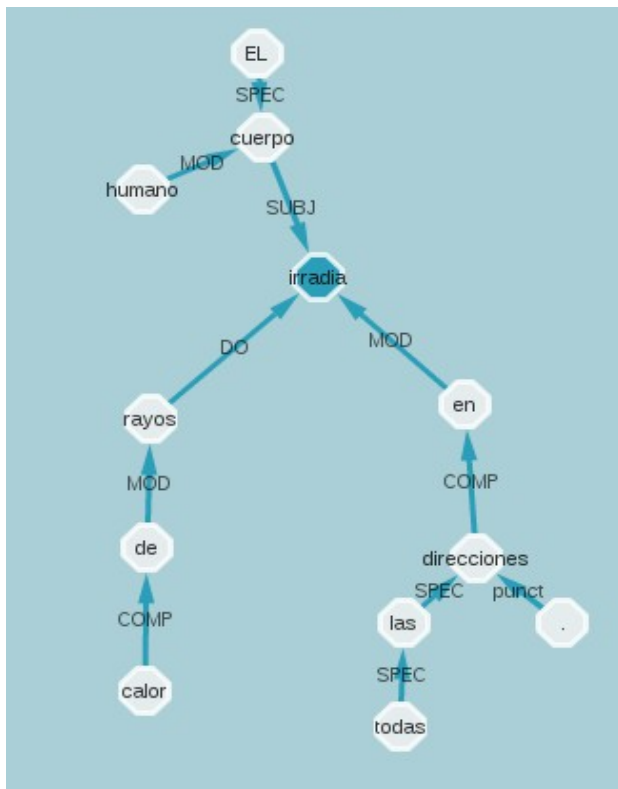 EL
SPEC
cuerpo
MOD
humano
SUBJ
irradia
DO
MOD
rayos
en
MOD
COMP
de
direcciones
SPEC
punct
COMP
las
.
SPEC
calor
todas